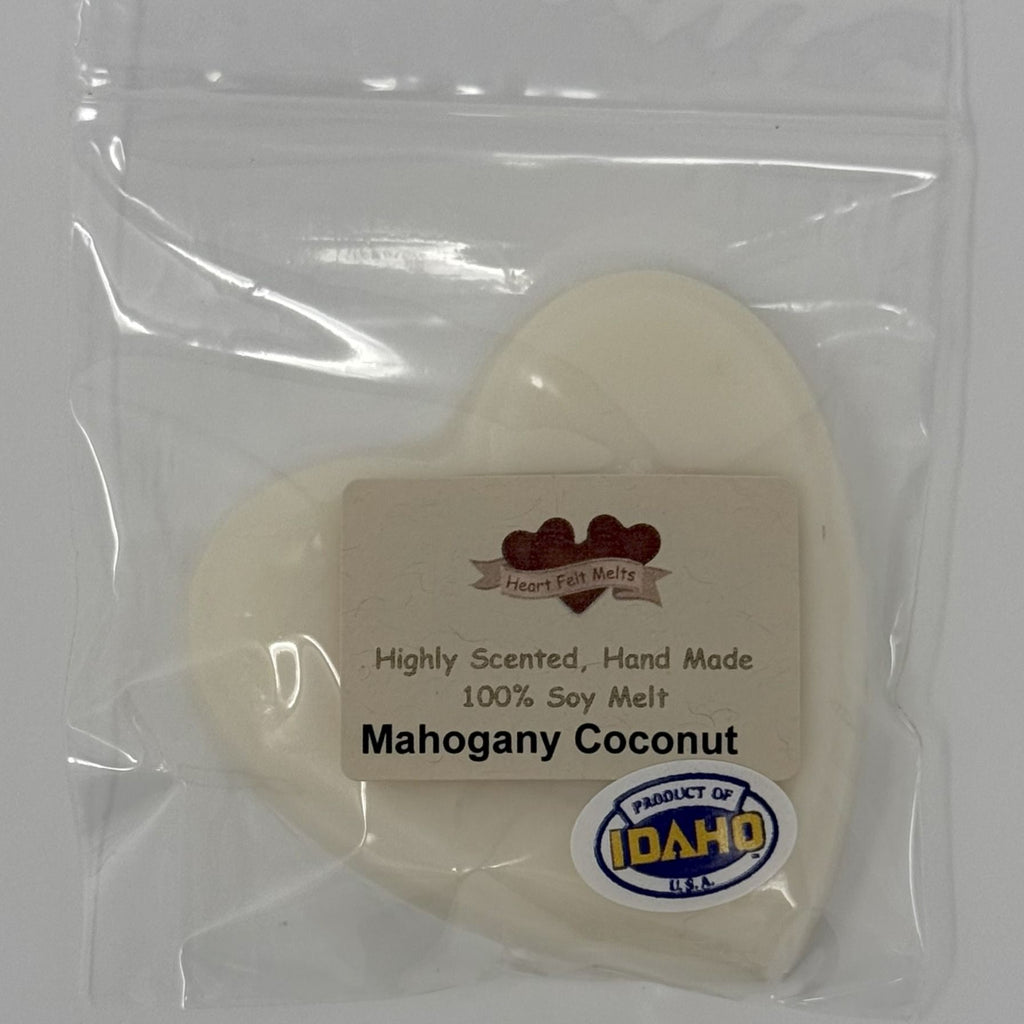 Heart Felt Melts
Highly Scented, Hand Made
100% Soy Melt
Mahogany Coconut
PRODUCT OF
IDAHO
U.S.A.